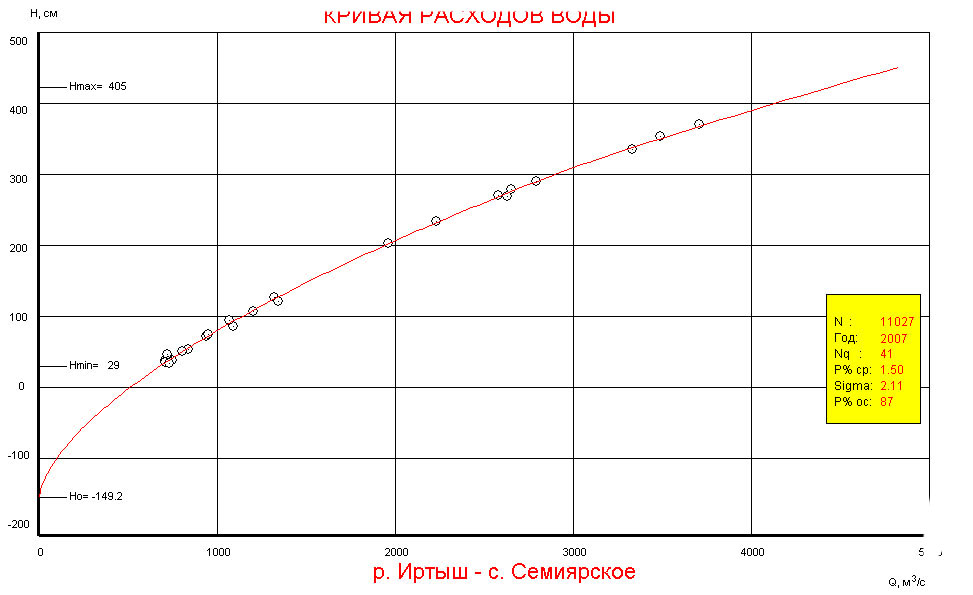 H, см
КРИВАЯ РАСХОДОВ ВОДЫ
500
Hmax= 405
400
300
200
100
Hmin= 29
0
-100
Ho= -149.2
-200
N : 11027
Год: 2007
Nq : 41
P% ср: 1.50
Sigma: 2.11
P% ос: 87
0 1000 2000 3000 4000 5
р. Иртыш - с. Семиярское
Q, м³/с